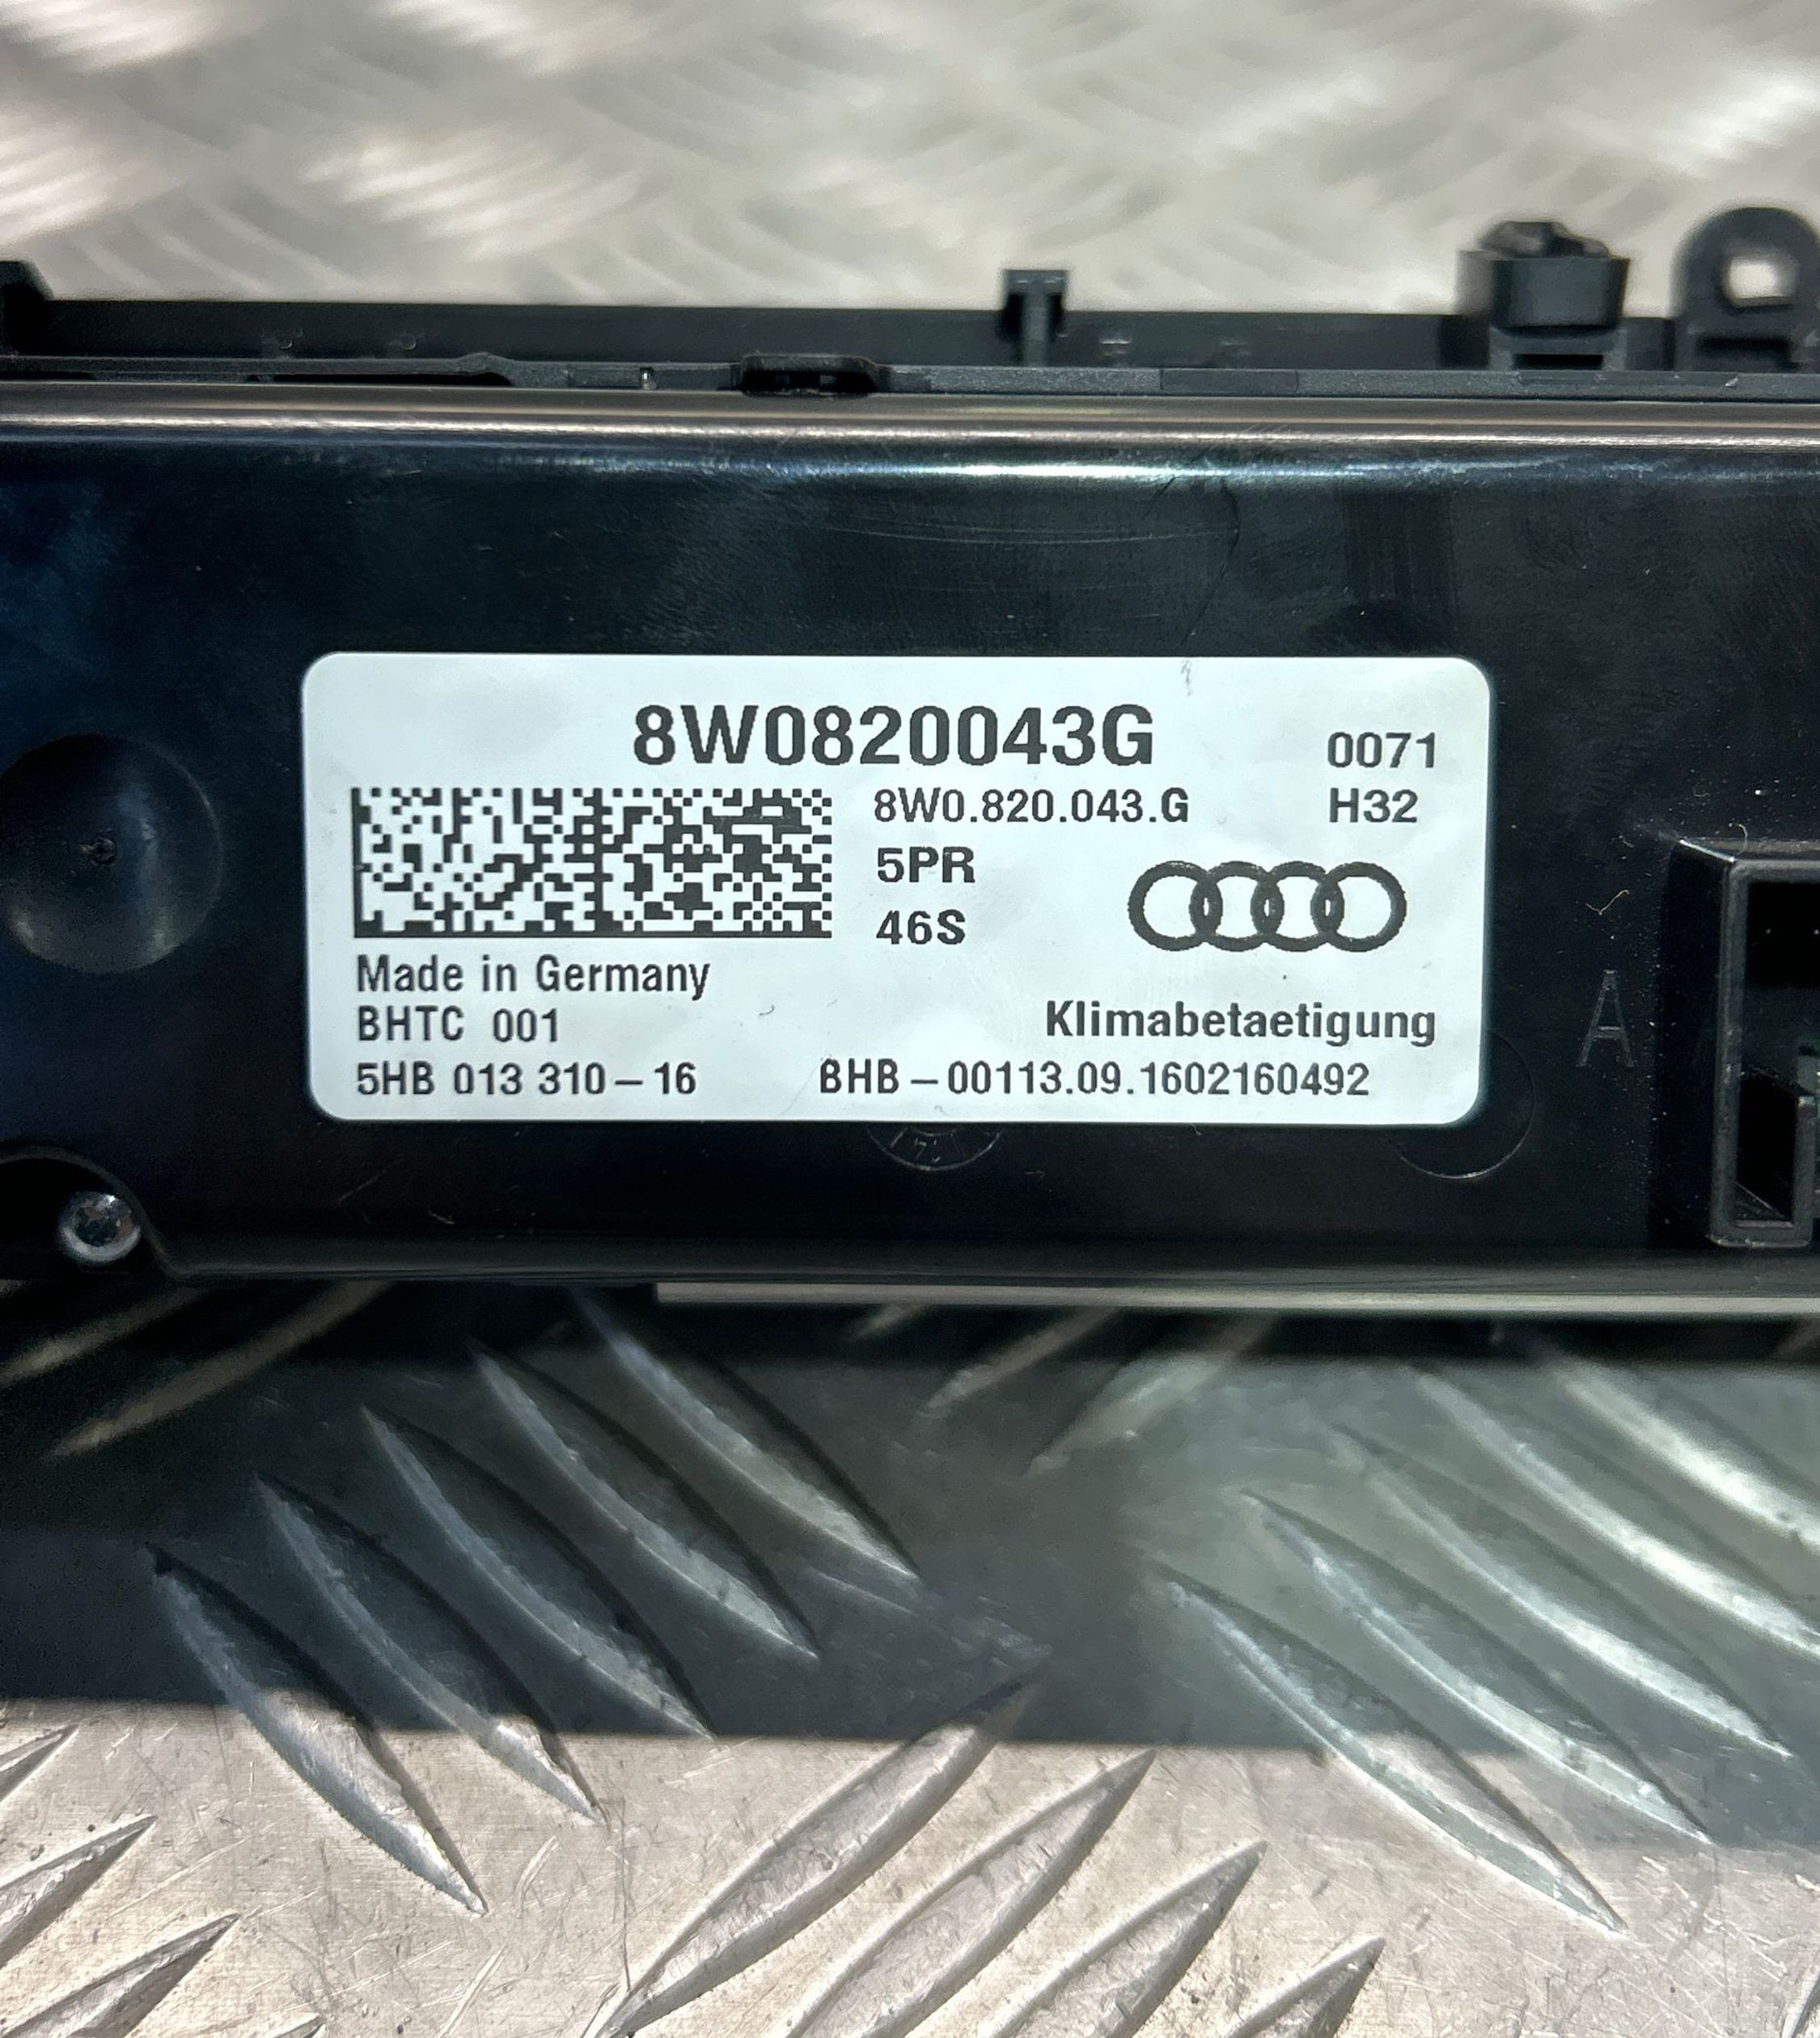 8W0820043G
0071
8W0.820.043.G
H32
5PR
46S
Made in Germany
BHTC 001
Klimabetaetigung
5HB 013 310-16
BHB-00113.09.1602160492
A